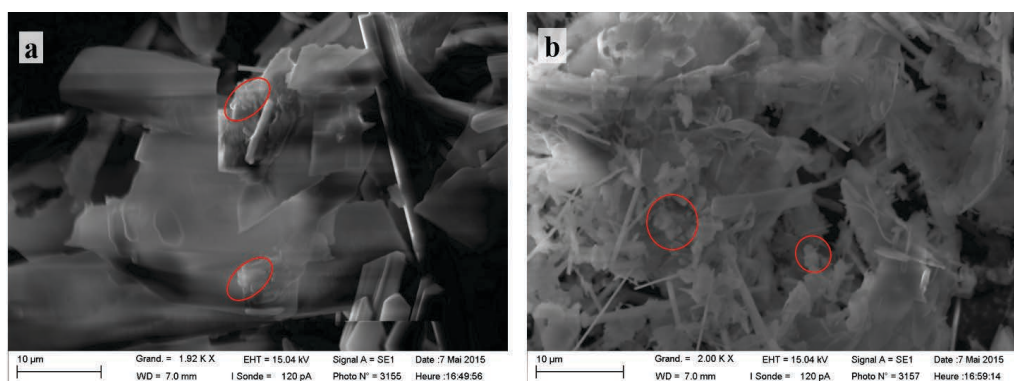 a
10 µm
Grand. = 1.92 K X
EHT = 15.04 kV
Signal A = SE1
Date :7 Mai 2015
WD = 7.0 mm
I Sonde = 120 pA
Photo N° = 3155
Heure :16:49:56
b
10 µm
Grand. = 2.00 K X
EHT = 15.04 kV
Signal A = SE1
Date :7 Mai 2015
WD = 7.0 mm
I Sonde = 120 pA
Photo N° = 3157
Heure :16:59:14